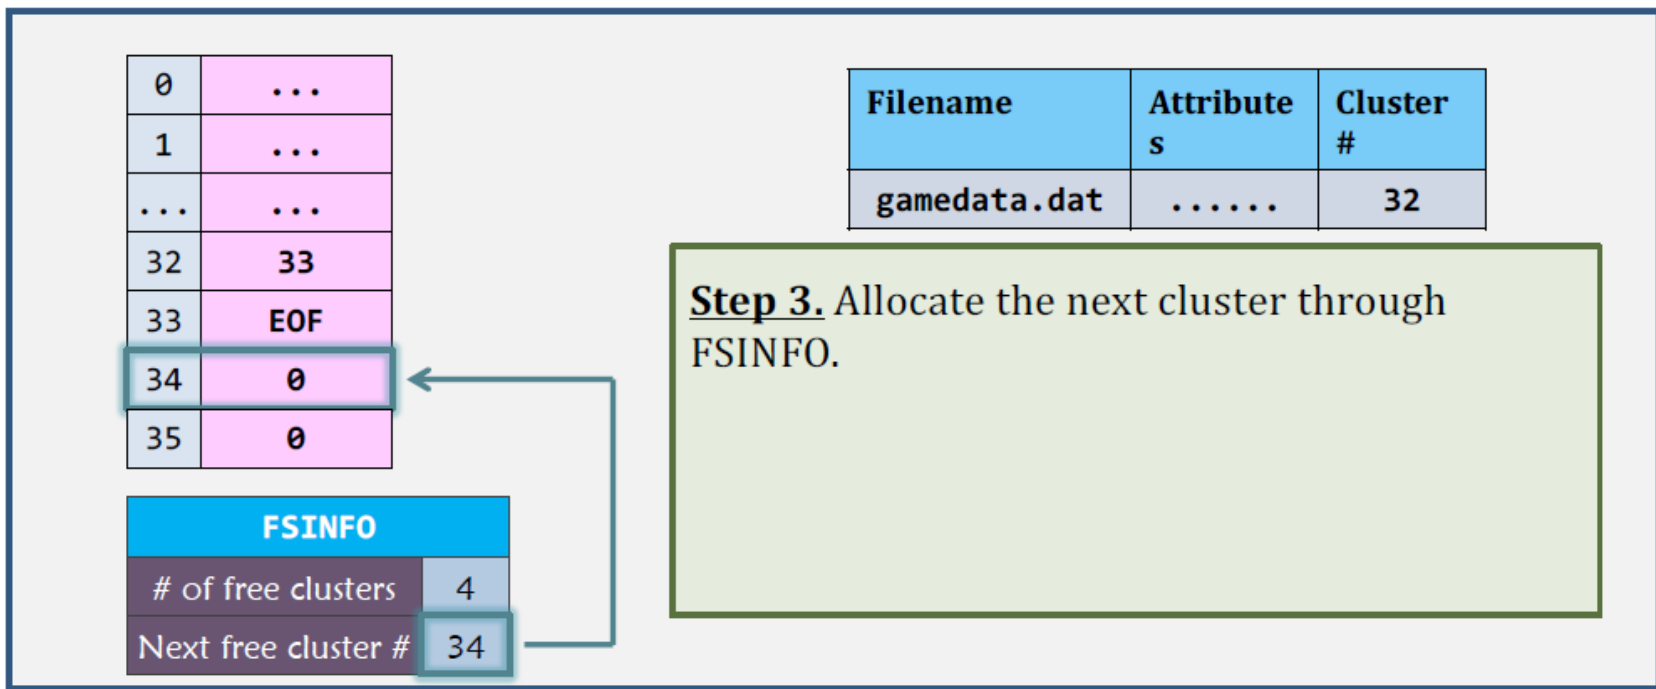 0 ...
1 ...
... ...
32 33
33 EOF
34 0
35 0
FSINFO
# of free clusters 4
Next free cluster # 34
Filename Attribute Cluster
s #
gamedata.dat ...... 32
Step 3. Allocate the next cluster through
FSINFO.